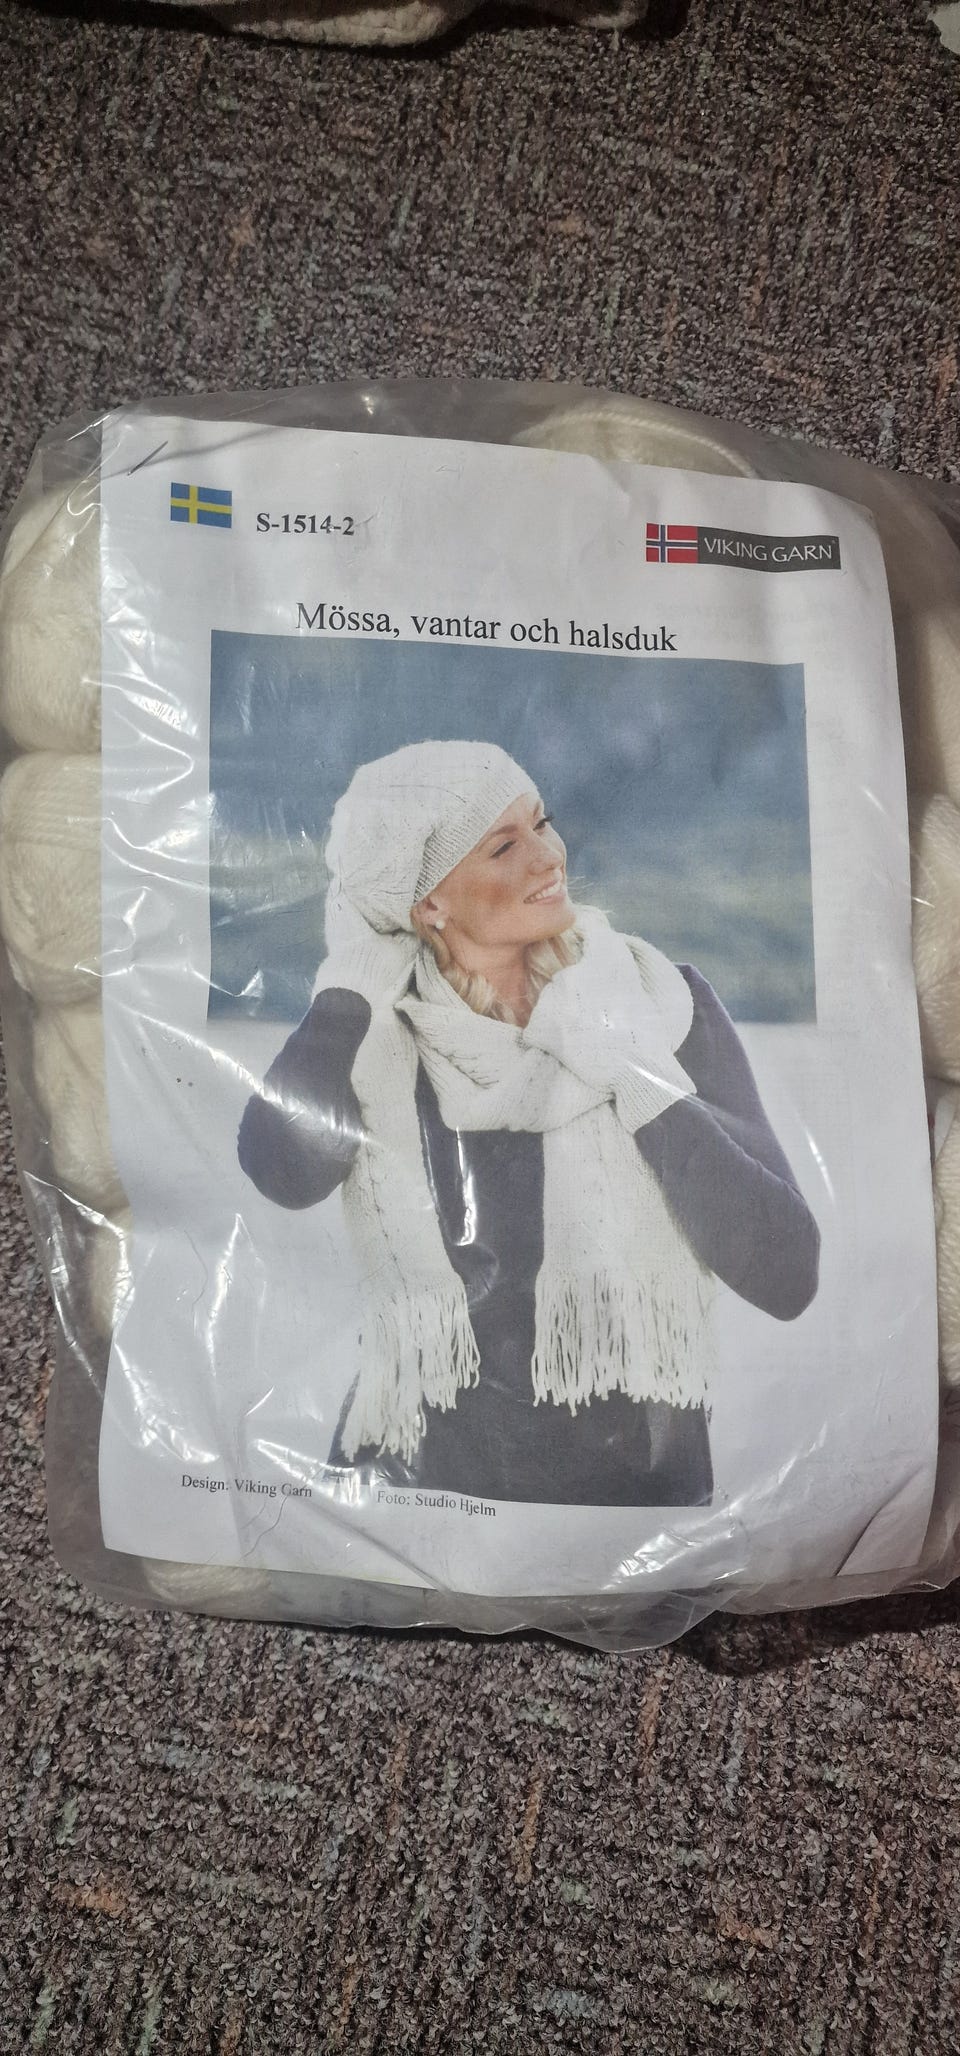 S-1514-2
VIKING GARN
Mössa, vantar och halsduk
Design: Viking Garn
Foto: Studio Hjelm